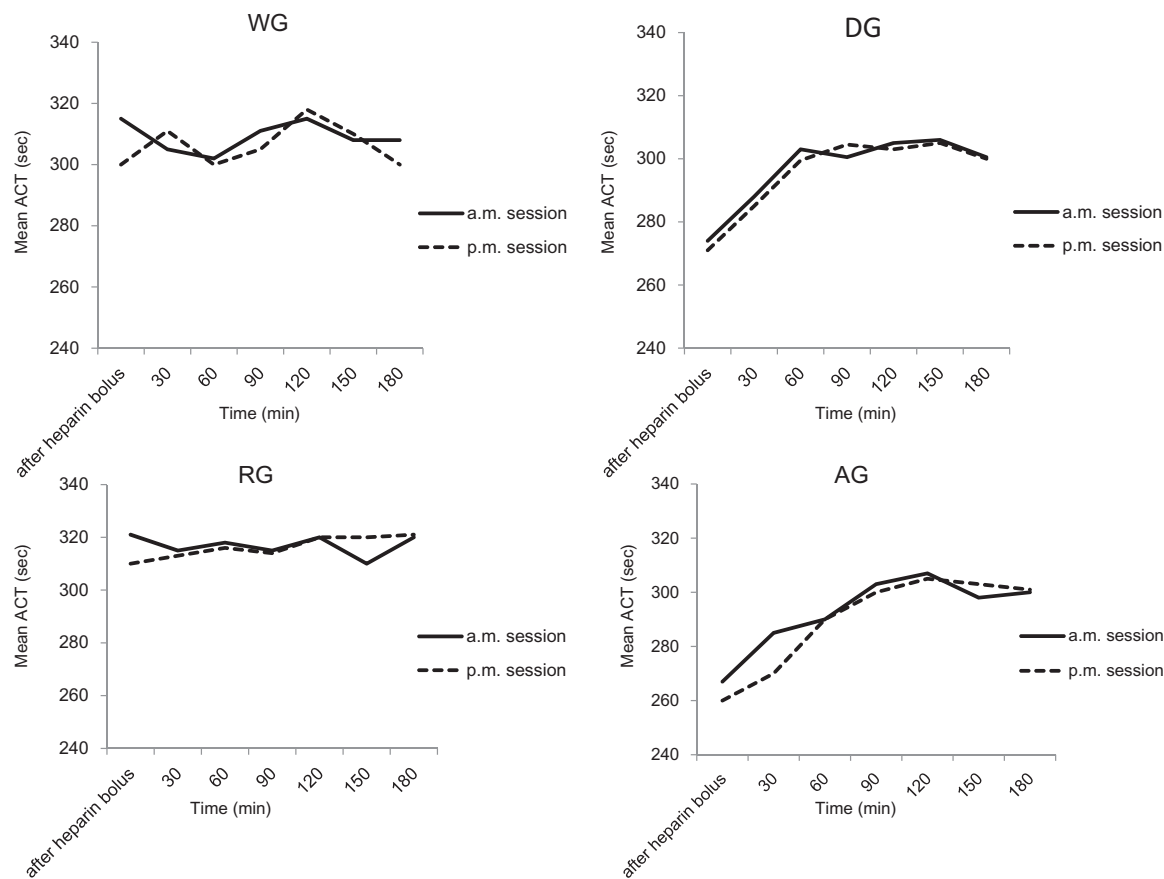 WG
340
320
300
280
260
240
Mean ACT (sec)
a.m. session
p.m. session
after heparin bolus
30
60
90
120
150
180
Time (min)
DG
340
320
300
280
260
240
Mean ACT (sec)
a.m. session
p.m. session
after heparin bolus
30
60
90
120
150
180
Time (min)
RG
340
320
300
280
260
240
Mean ACT (sec)
a.m. session
p.m. session
after heparin bolus
30
60
90
120
150
180
Time (min)
AG
340
320
300
280
260
240
Mean ACT (sec)
a.m. session
p.m. session
after heparin bolus
30
60
90
120
150
180
Time (min)